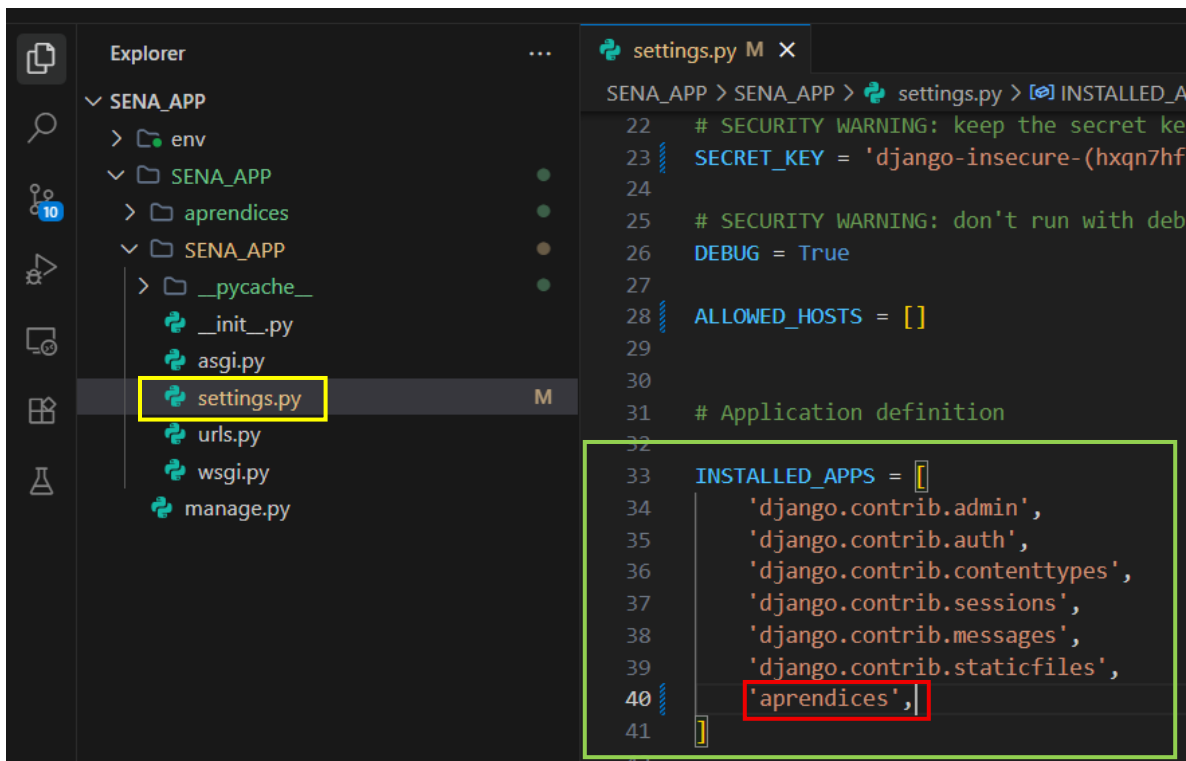 Explorer
SENA_APP
env
SENA_APP
aprendices
SENA_APP
__pycache__
__init__.py
asgi.py
settings.py M
urls.py
wsgi.py
manage.py
10
settings.py M
SENA_APP > SENA_APP > settings.py > INSTALLED_A
22 # SECURITY WARNING: keep the secret ke
23 SECRET_KEY = 'django-insecure-(hxqn7hf
24
25 # SECURITY WARNING: don't run with deb
26 DEBUG = True
27
28 ALLOWED_HOSTS = []
29
30
31 # Application definition
32
33 INSTALLED_APPS = [
34 'django.contrib.admin',
35 'django.contrib.auth',
36 'django.contrib.contenttypes',
37 'django.contrib.sessions',
38 'django.contrib.messages',
39 'django.contrib.staticfiles',
40 'aprendices',
41 ]